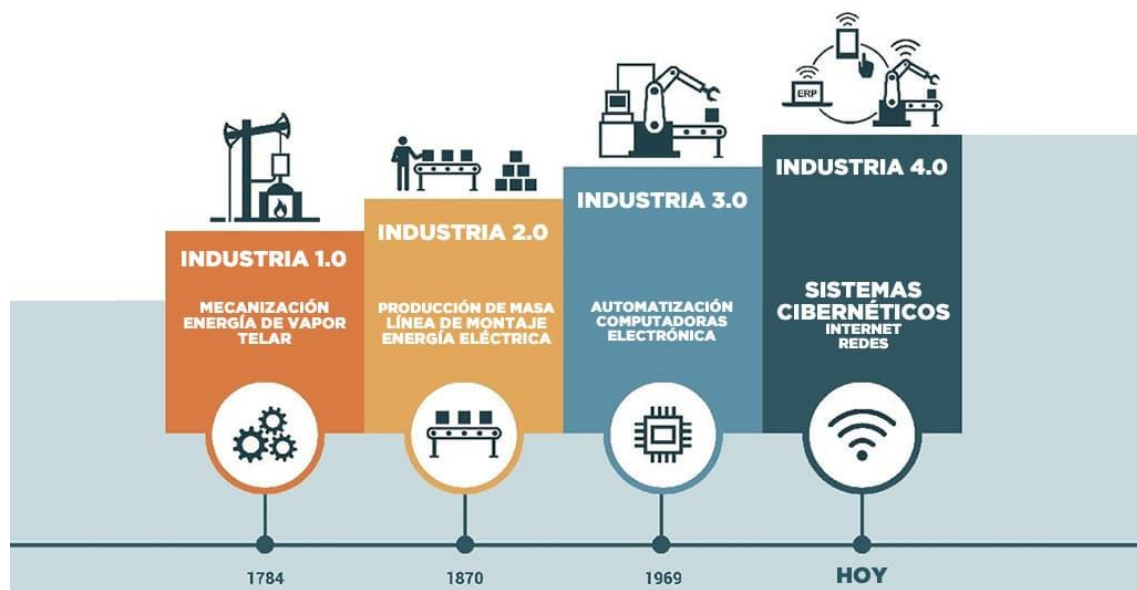 ERP
INDUSTRIA 1.0
MECANIZACIÓN
ENERGÍA DE VAPOR
TELAR
INDUSTRIA 2.0
PRODUCCIÓN DE MASA
LÍNEA DE MONTAJE
ENERGÍA ELÉCTRICA
INDUSTRIA 3.0
AUTOMATIZACIÓN
COMPUTADORAS
ELECTRÓNICA
INDUSTRIA 4.0
SISTEMAS
CIBERNÉTICOS
INTERNET
REDES
1784
1870
1969
HOY